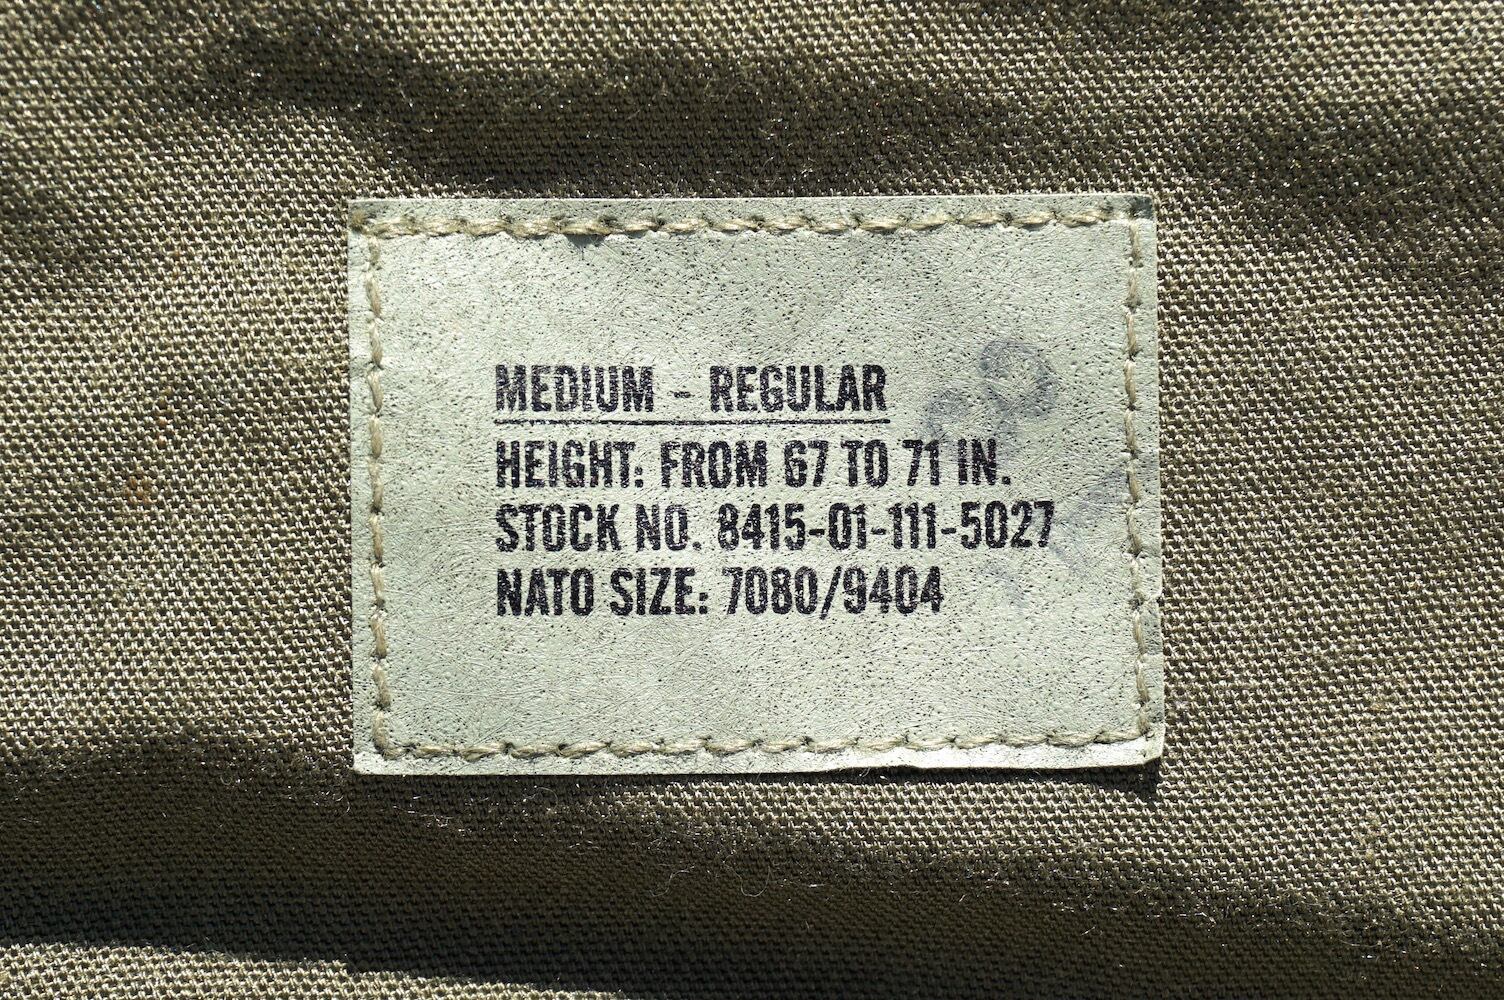 MEDIUM - REGULAR
HEIGHT: FROM 67 TO 71 IN.
STOCK NO. 8415-01-111-5027
NATO SIZE: 7080/9404